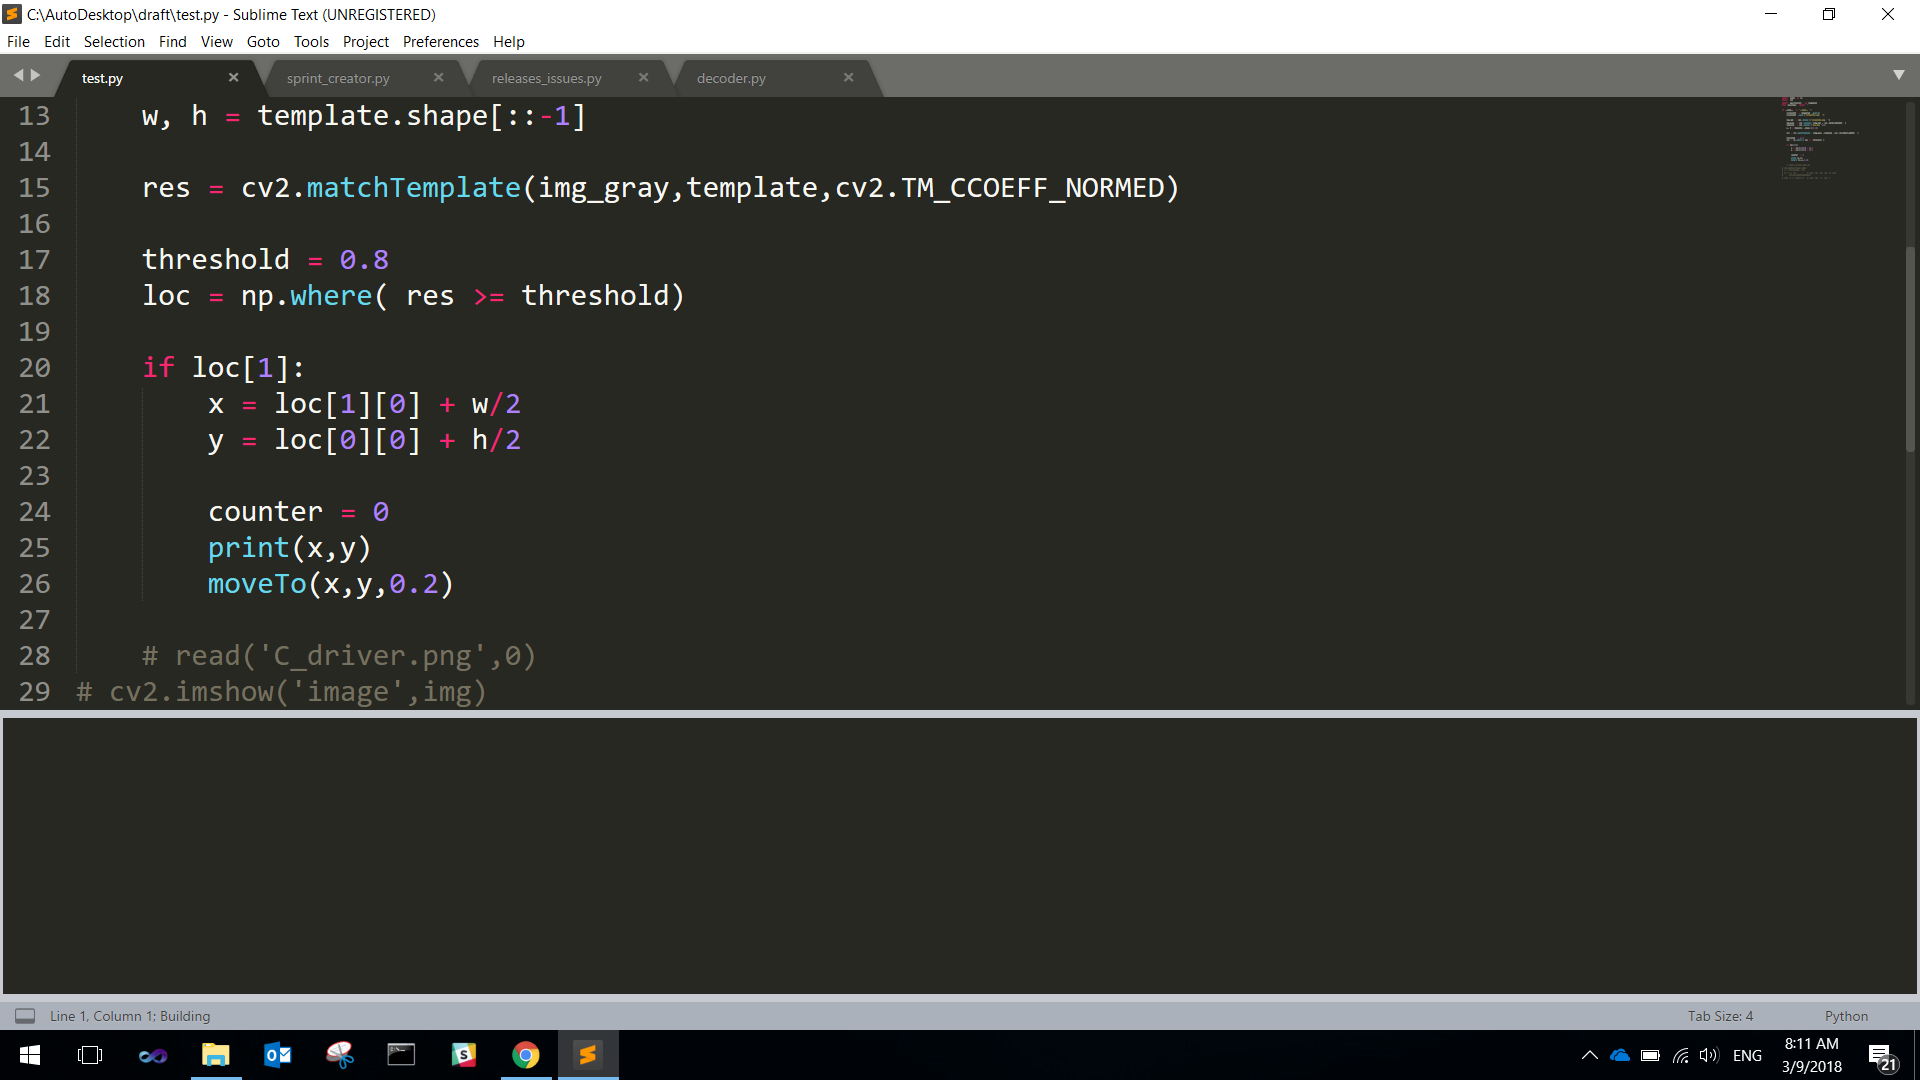 C:\AutoDesktop\draft\test.py - Sublime Text (UNREGISTERED)
File Edit Selection Find View Goto Tools Project Preferences Help
test.py sprint_creator.py releases_issues.py decoder.py
13 w, h = template.shape[::-1]
14
15 res = cv2.matchTemplate(img_gray,template,cv2.TM_CCOEFF_NORMED)
16
17 threshold = 0.8
18 loc = np.where( res >= threshold)
19
20 if loc[1]:
21 x = loc[1][0] + w/2
22 y = loc[0][0] + h/2
23
24 counter = 0
25 print(x,y)
26 moveTo(x,y,0.2)
27
28 # read('C_driver.png',0)
29 # cv2.imshow('image',img)
Line 1, Column 1; Building Tab Size: 4 Python
ENG 8:11 AM
3/9/2018 21